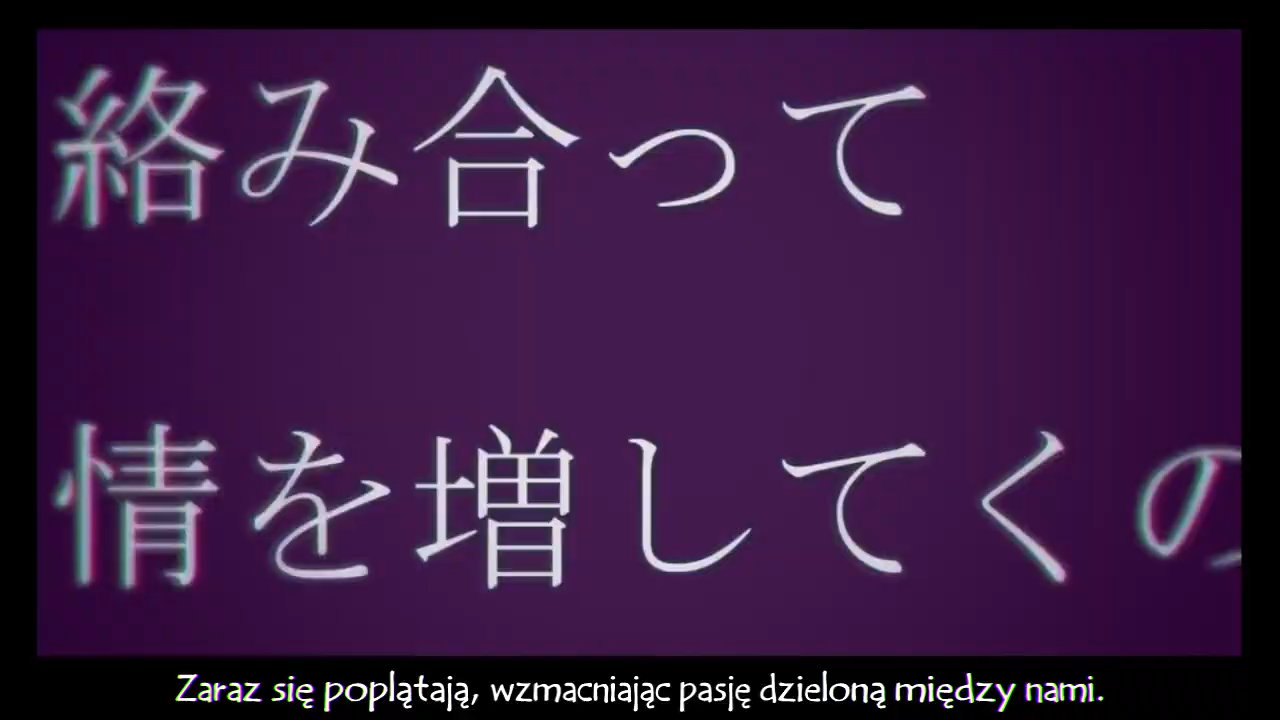 絡み合って
情を増してくの
Zaraz się poplątają, wzmacniając pasję dzieloną między nami.